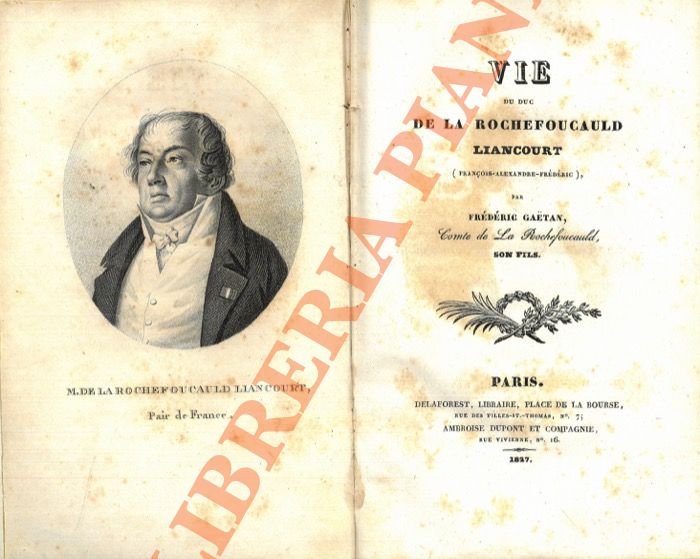 M. DE LA ROCHEFOUCAULD LIANCOURT,
Pair de France.
VIE
DU DUC
DE LA ROCHEFOUCAULD
LIANCOURT
(FRANÇOIS-ALEXANDRE-FRÉDÉRIC),
PAR
FRÉDÉRIC GAËTAN,
Comte de La Rochefoucauld,
SON FILS.
PARIS.
DELAFOREST, LIBRAIRE, PLACE DE LA BOURSE,
RUE DES FILLES-ST.-THOMAS, N°. 7;
AMBROISE DUPONT ET COMPAGNIE,
RUE VIVIENNE, N°. 16.
1827.
LIBRERIA PIANI